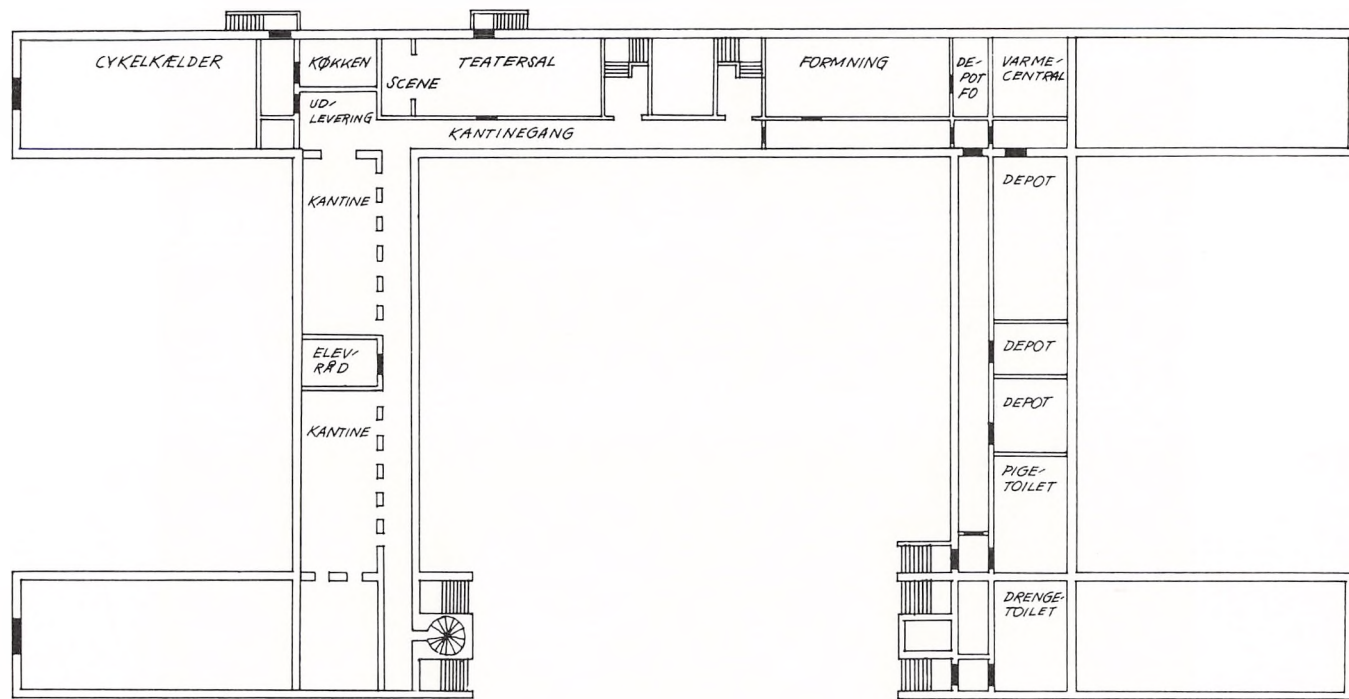 CYKELKÆLDER
KØKKEN
UD-
LEVERING
SCENE
TEATERSAL
KANTINEGANG
FORMNING
DE-
POT
FO
VARME-
CENTRAL
KANTINE
ELEV-
RÅD
KANTINE
DEPOT
DEPOT
DEPOT
PIGE-
TOILET
DRENGE-
TOILET